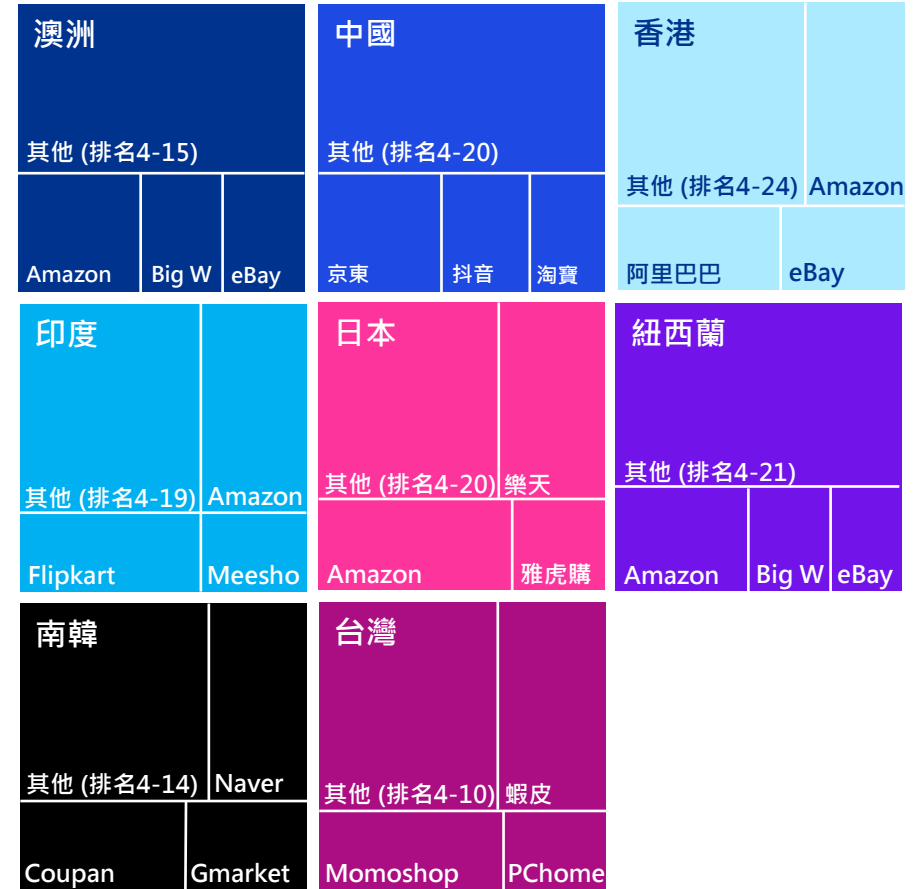 澳洲
其他 (排名4-15)
Amazon
Big W
eBay
中國
其他 (排名4-20)
京東
抖音
淘寶
香港
其他 (排名4-24)
Amazon
阿里巴巴
eBay
印度
其他 (排名4-19)
Amazon
Flipkart
Meesho
日本
其他 (排名4-20)
樂天
Amazon
雅虎購
紐西蘭
其他 (排名4-21)
Amazon
Big W
eBay
南韓
其他 (排名4-14)
Naver
Coupan
Gmarket
台灣
其他 (排名4-10)
蝦皮
Momoshop
PChome